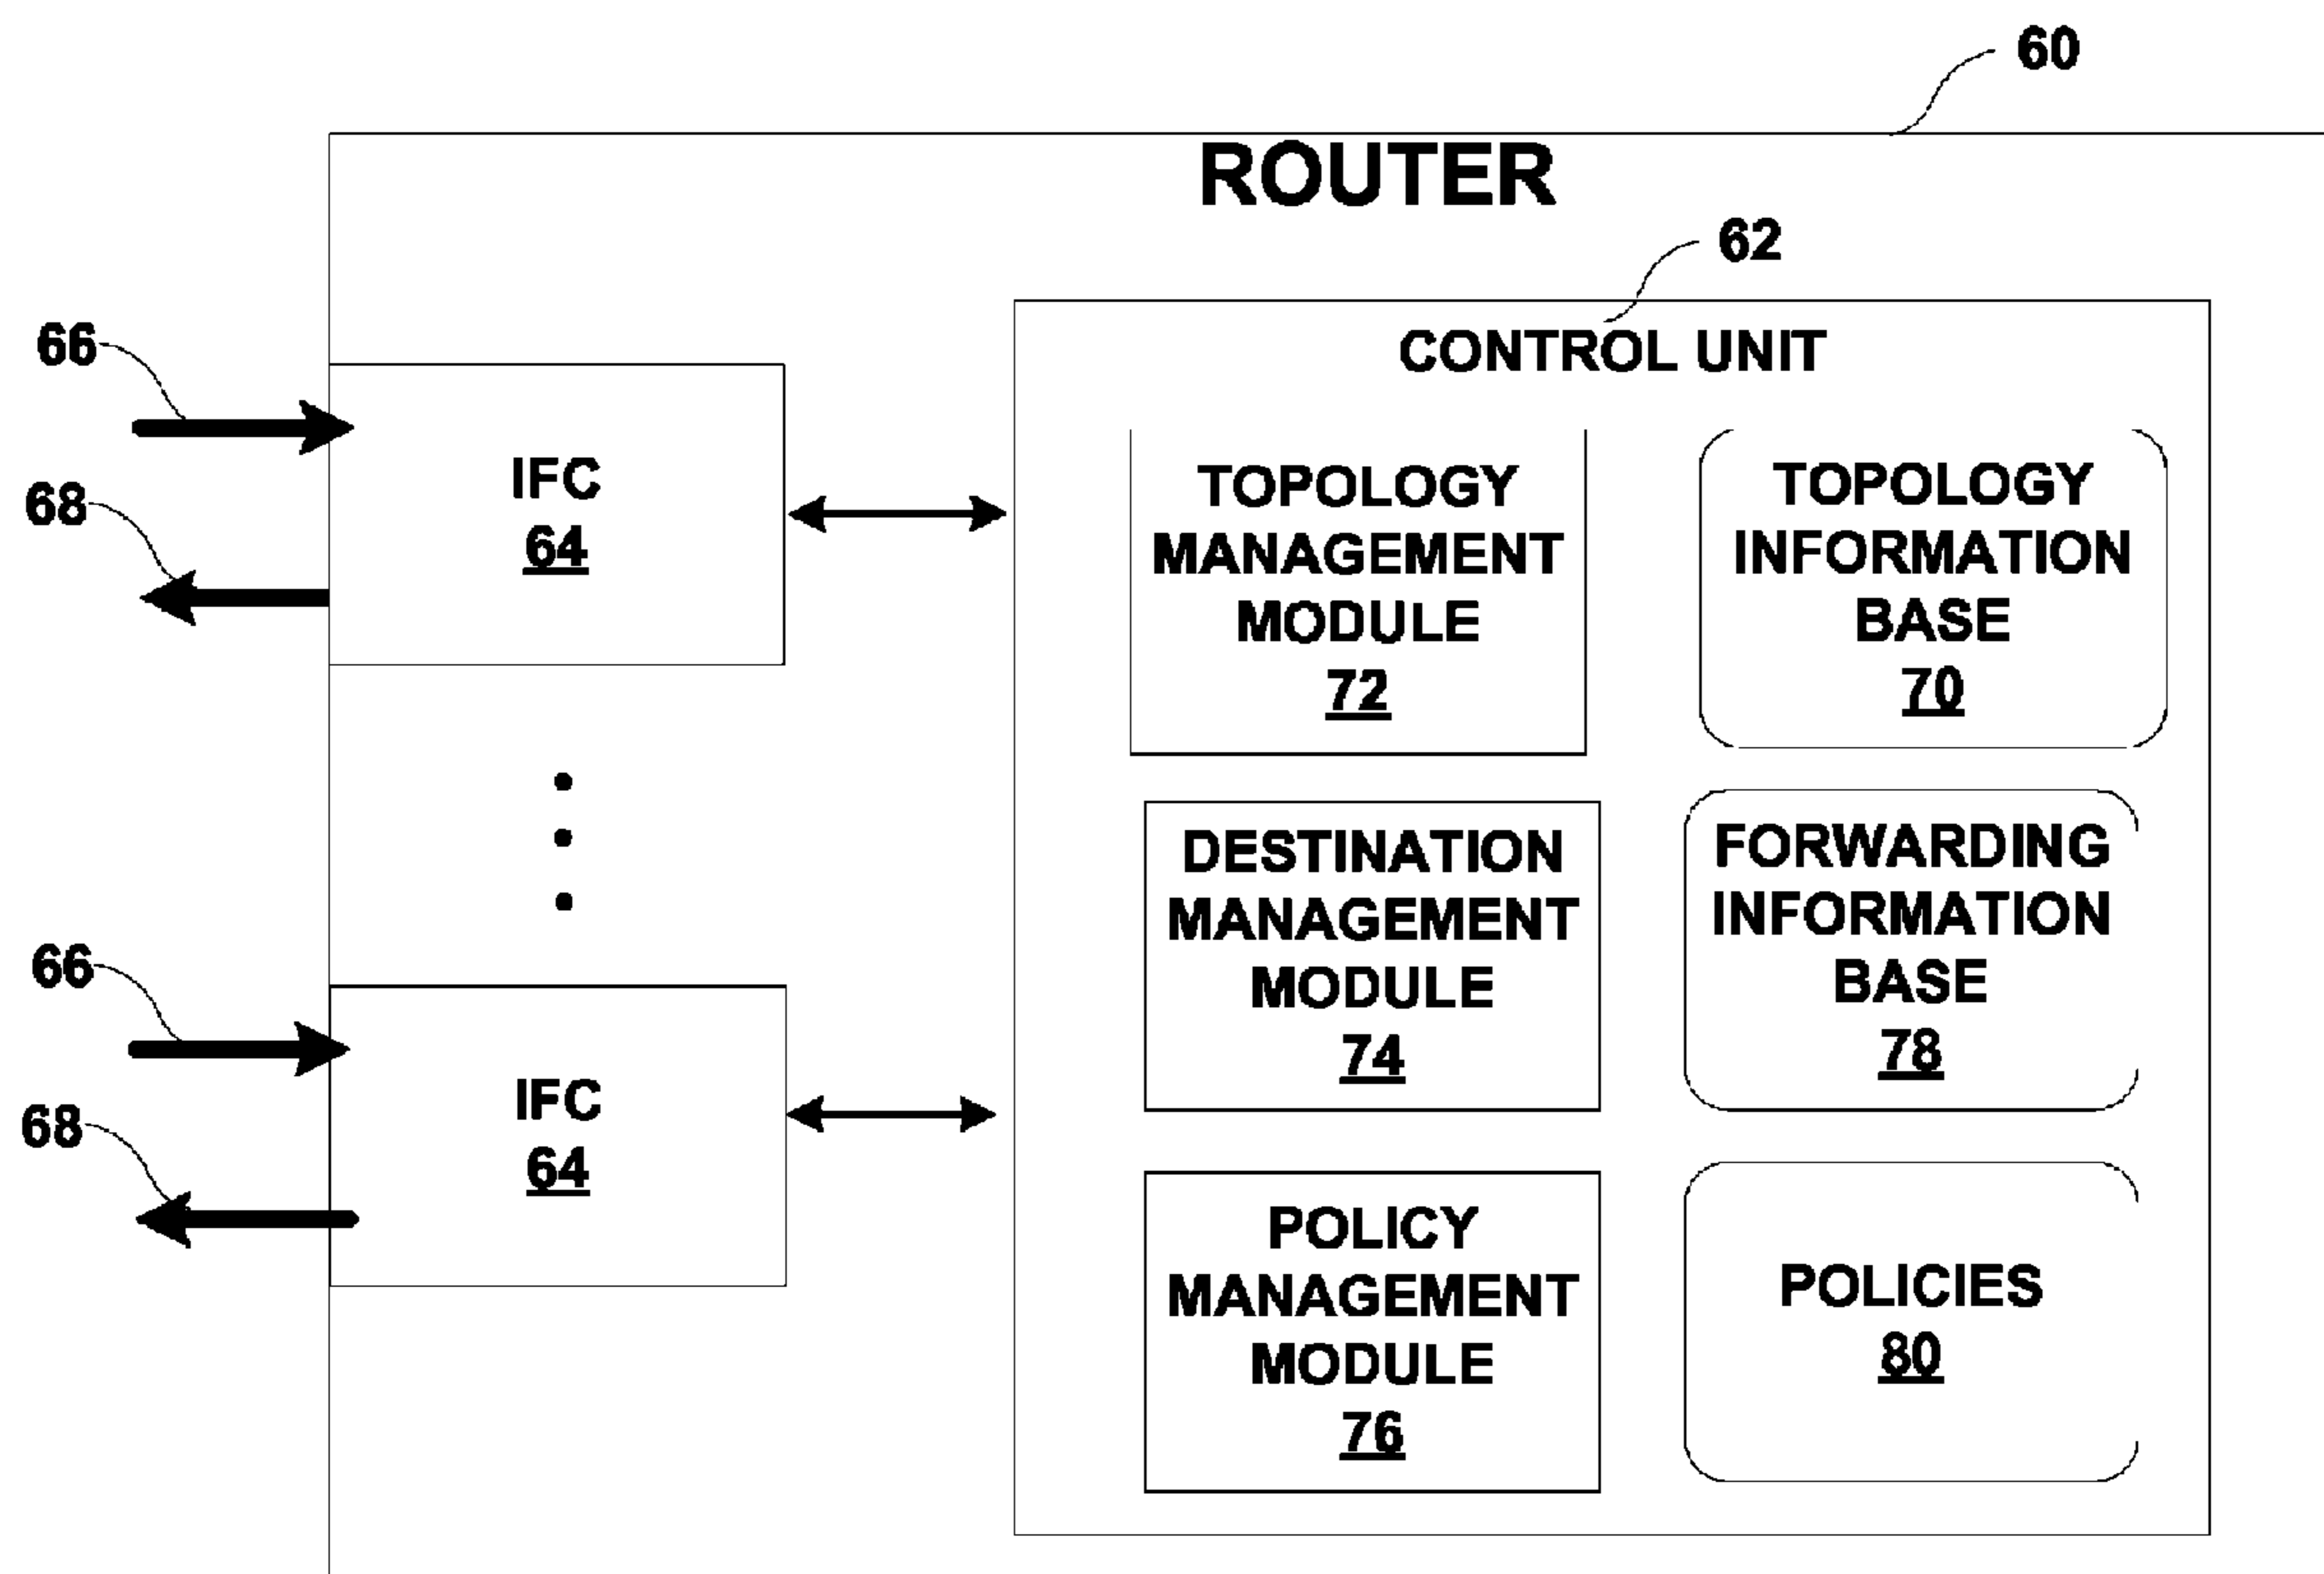 60
ROUTER
62
CONTROL UNIT
66
68
IFC
64
66
68
IFC
64
TOPOLOGY
MANAGEMENT
MODULE
72
TOPOLOGY
INFORMATION
BASE
70
DESTINATION
MANAGEMENT
MODULE
74
FORWARDING
INFORMATION
BASE
78
POLICY
MANAGEMENT
MODULE
76
POLICIES
80